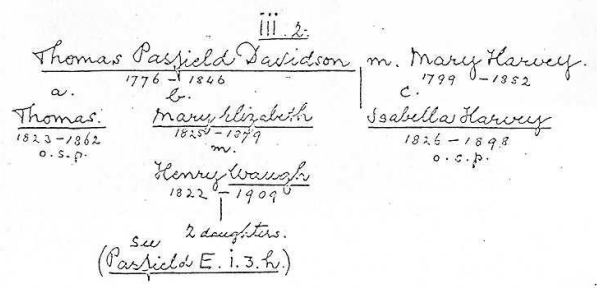 iii. 2.
Thomas Pasfield Davidson m. Mary Harvey.
1776 – 1846 1799 – 1852
a. b. c.
Thomas. Mary Elizabeth Isabella Harvey
1823 – 1862 1825 – 1879 1826 – 1898
o.s.p. m. o.s.p.
Henry Waugh
1822 – 1909
2 daughters.
see
(Pasfield E. i. 3. h.)